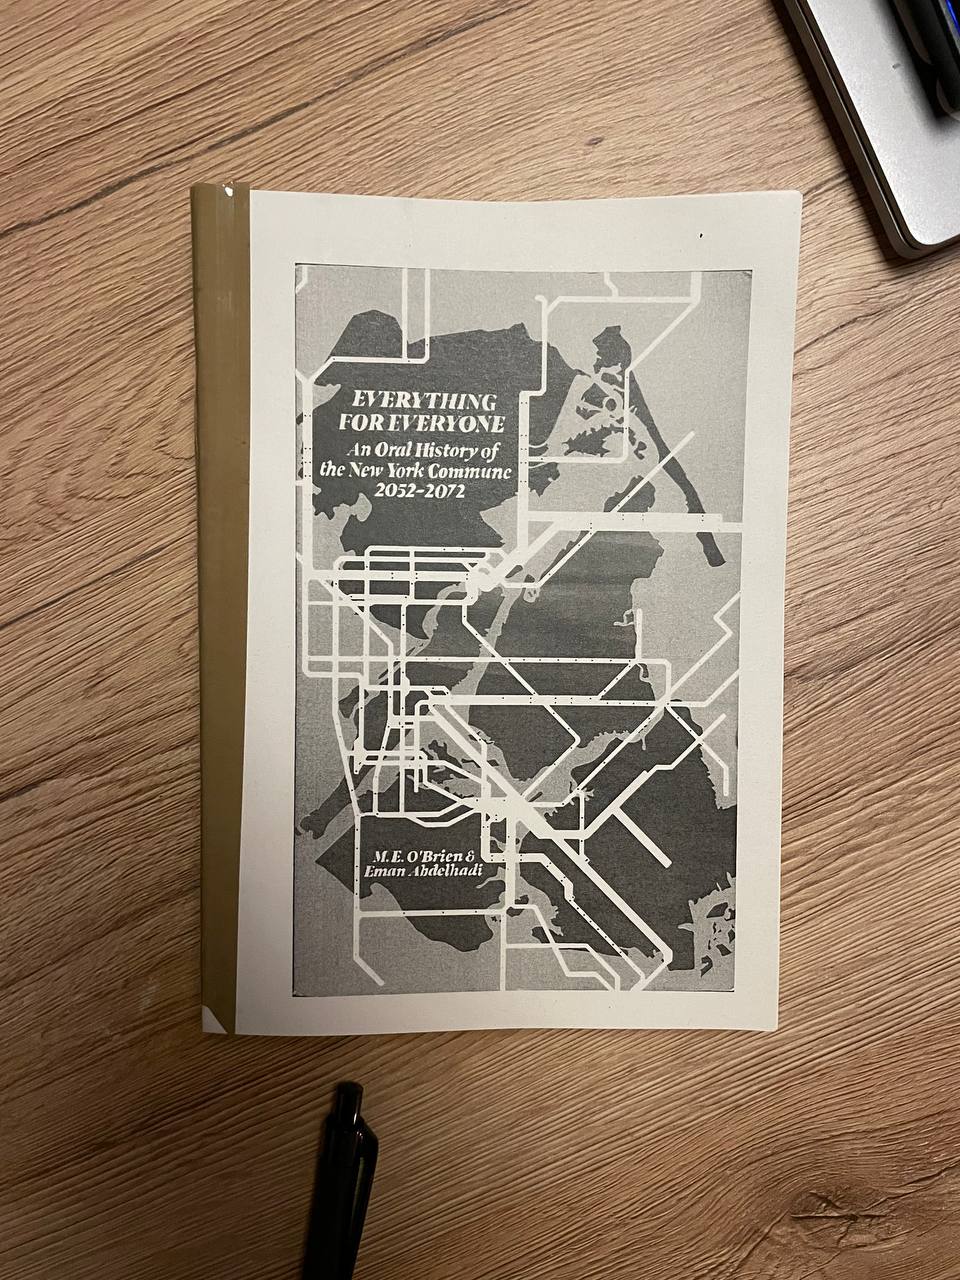 EVERYTHING
FOR EVERYONE
An Oral History of
the New York Commune
2052–2072
M. E. O'Brien &
Eman Abdelhadi